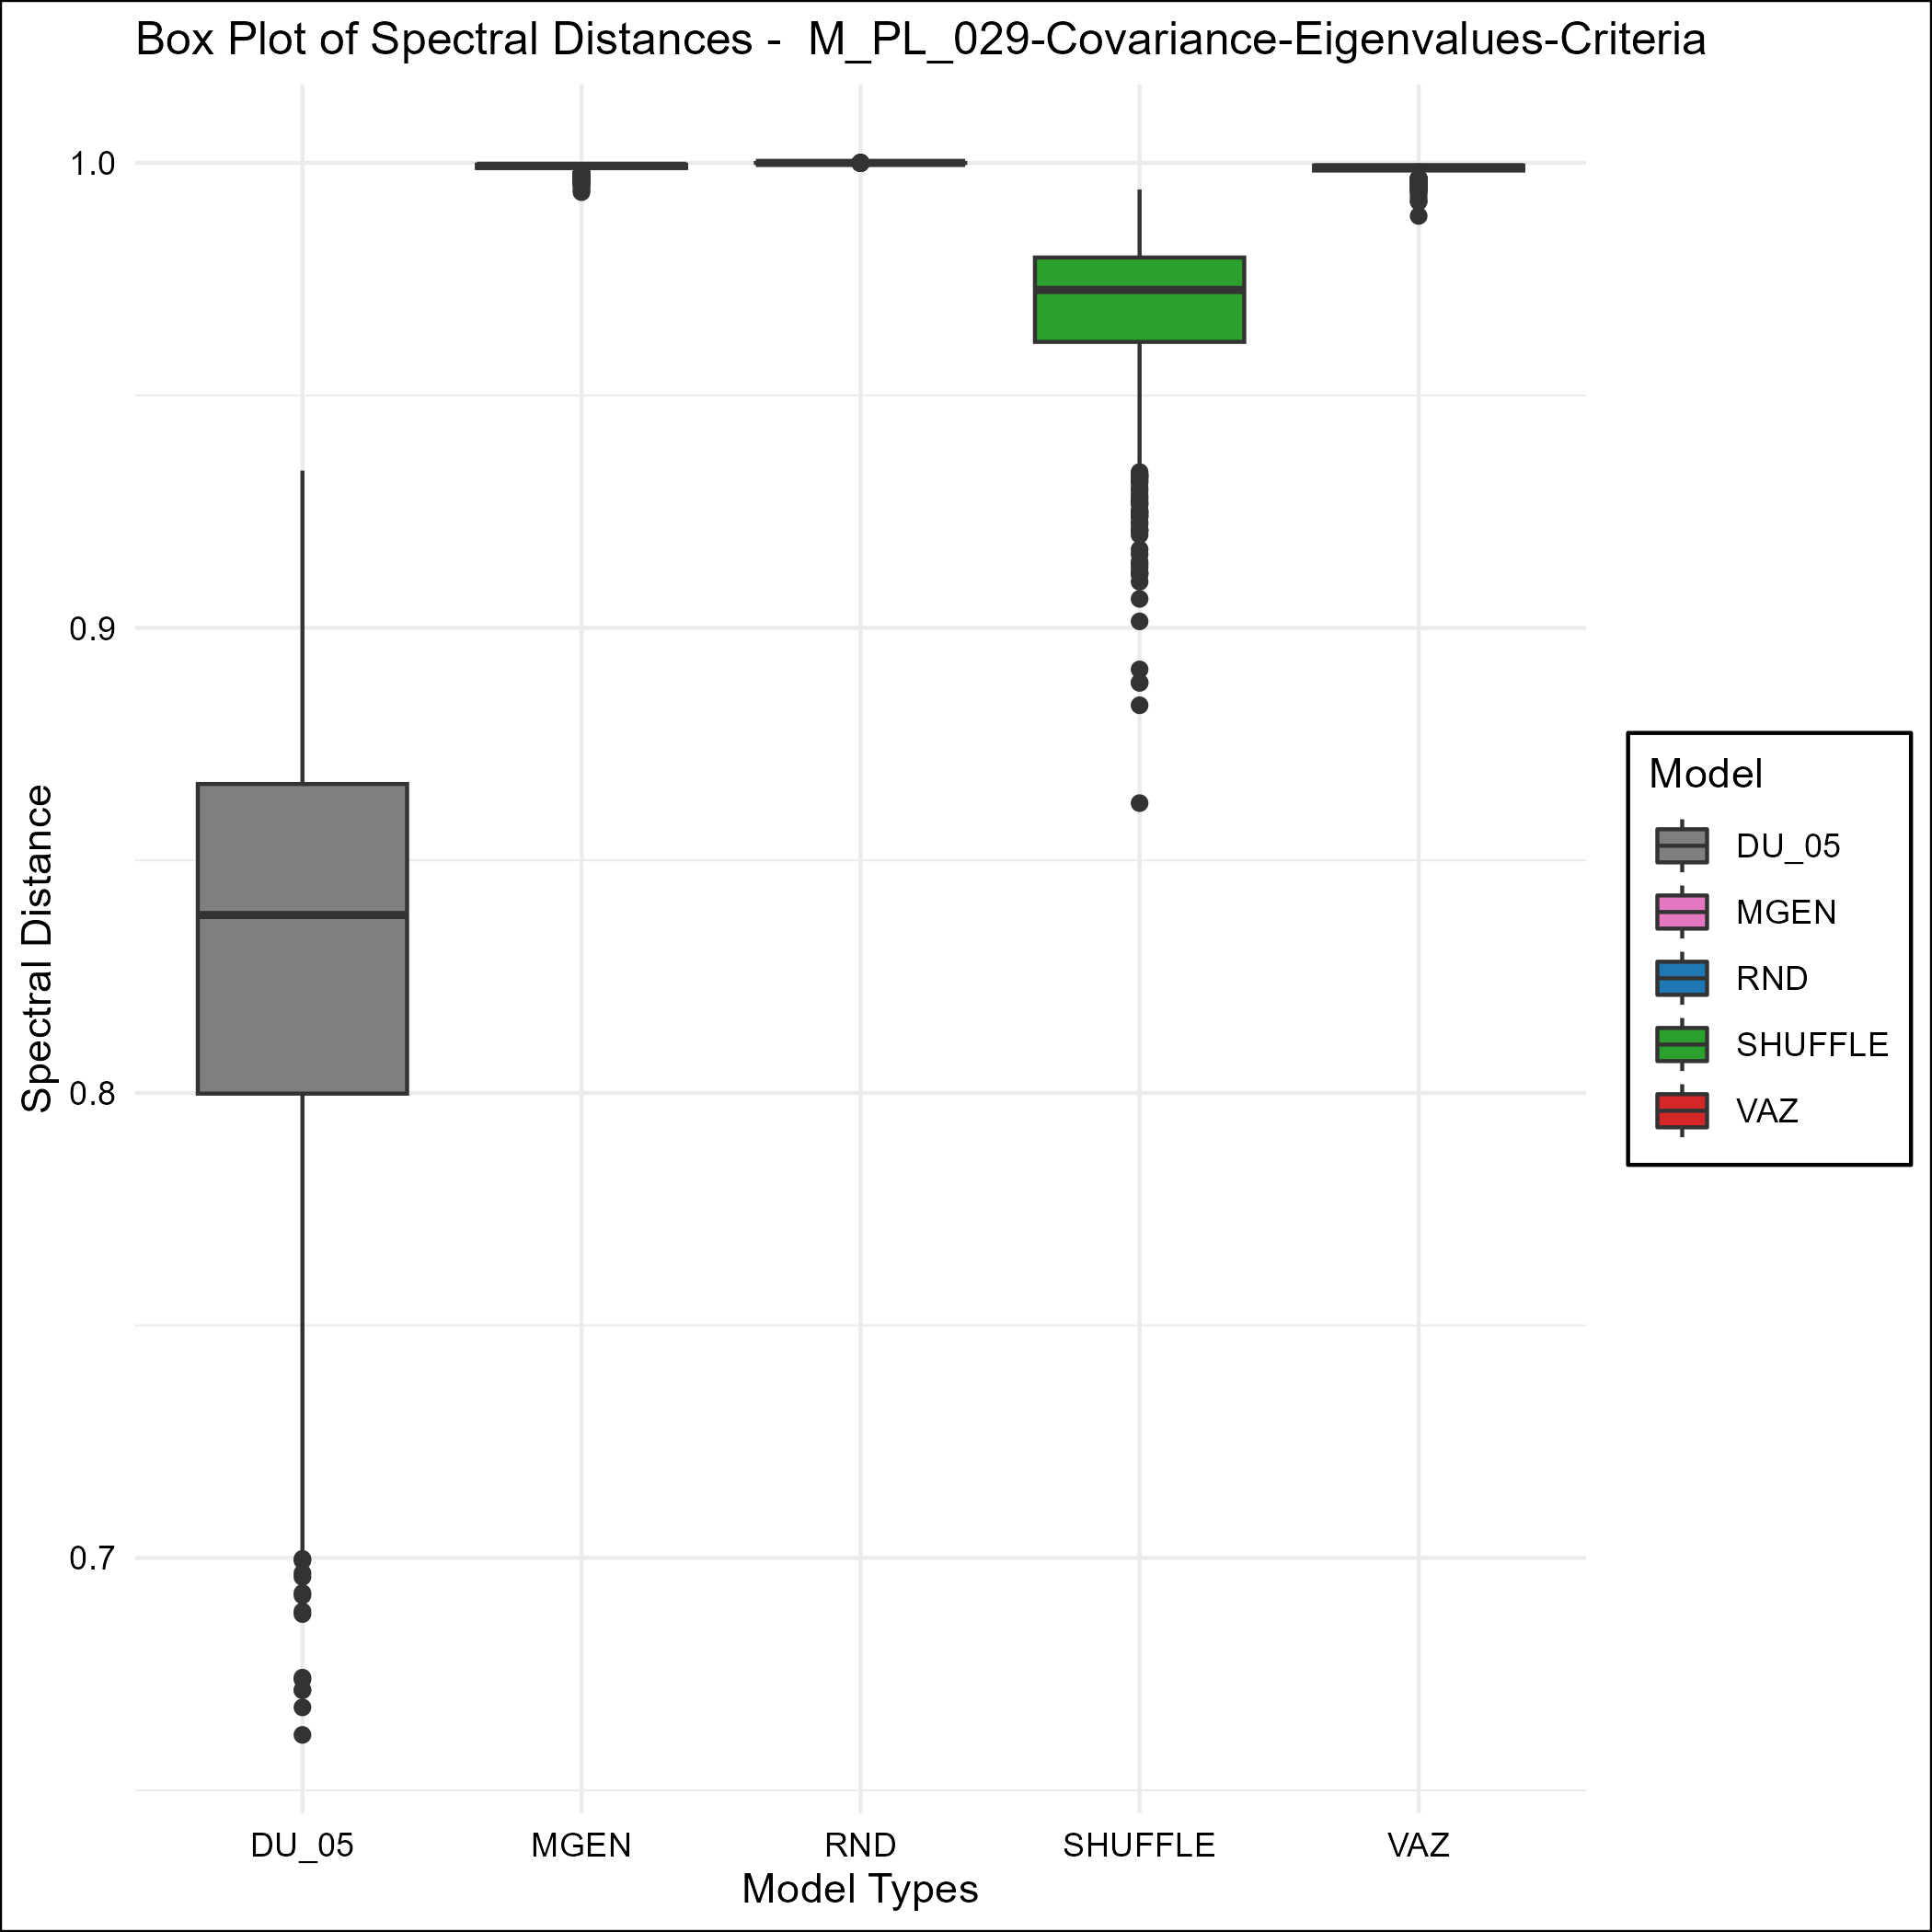 Box Plot of Spectral Distances -  M_PL_029-Covariance-Eigenvalues-Criteria
1.0
0.9
0.8
0.7
Spectral Distance
DU_05
MGEN
RND
SHUFFLE
VAZ
Model Types
Model
DU_05
MGEN
RND
SHUFFLE
VAZ